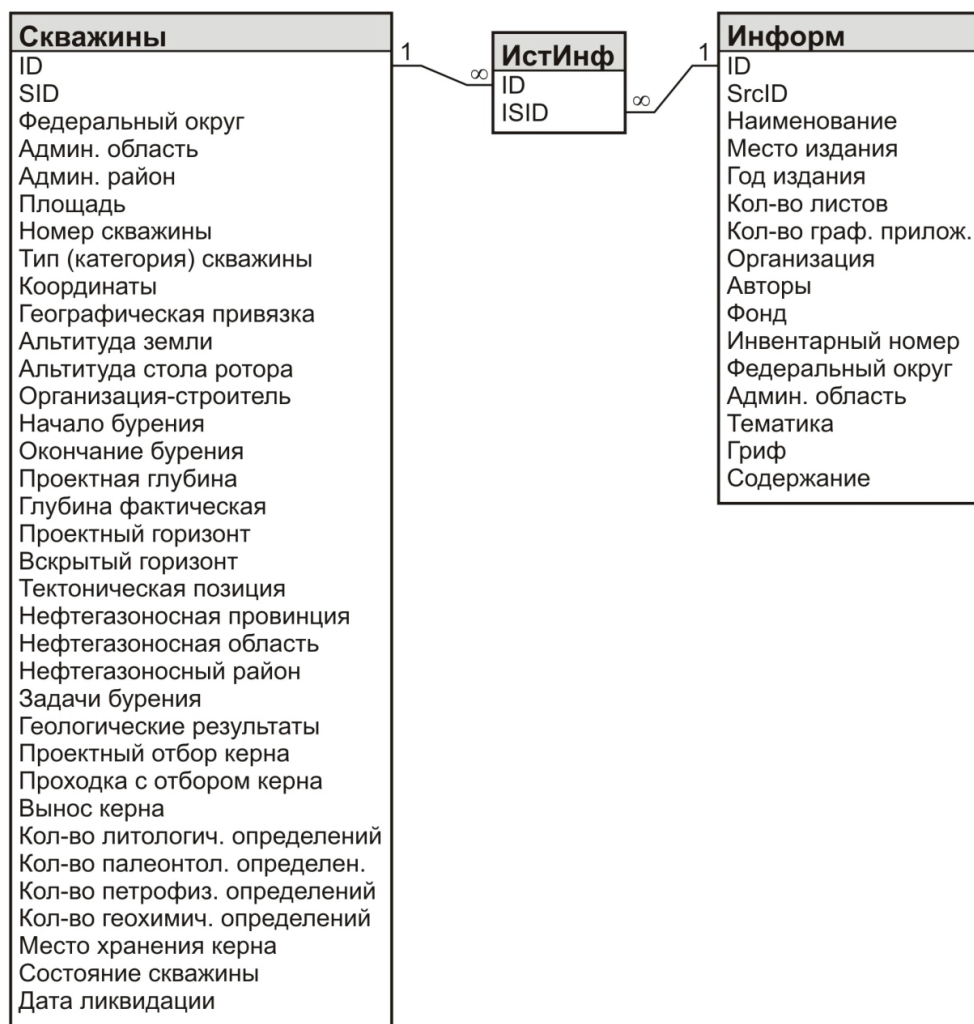 Скважины
ID
SID
Федеральный округ
Админ. область
Админ. район
Площадь
Номер скважины
Тип (категория) скважины
Координаты
Географическая привязка
Альтитуда земли
Альтитуда стола ротора
Организация-строитель
Начало бурения
Окончание бурения
Проектная глубина
Глубина фактическая
Проектный горизонт
Вскрытый горизонт
Тектоническая позиция
Нефтегазоносная провинция
Нефтегазоносная область
Нефтегазоносный район
Задачи бурения
Геологические результаты
Проектный отбор керна
Проходка с отбором керна
Вынос керна
Кол-во литологич. определений
Кол-во палеонтол. определен.
Кол-во петрофиз. определений
Кол-во геохимич. определений
Место хранения керна
Состояние скважины
Дата ликвидации
1
∞
ИстИнф
ID
ISID
∞
1
Информ
ID
SrcID
Наименование
Место издания
Год издания
Кол-во листов
Кол-во граф. прилож.
Организация
Авторы
Фонд
Инвентарный номер
Федеральный округ
Админ. область
Тематика
Гриф
Содержание